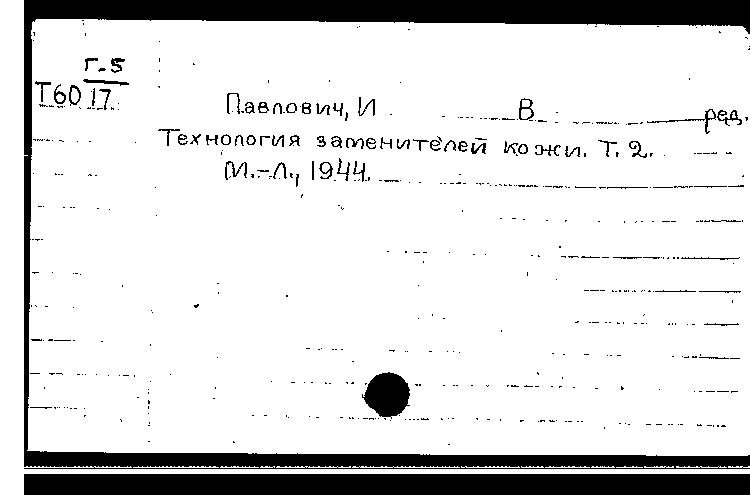 Г-5
Т60 17
Павлович, И В ред.
Технология заменителей кожи. Т. 2.
М.-Л., 1944.